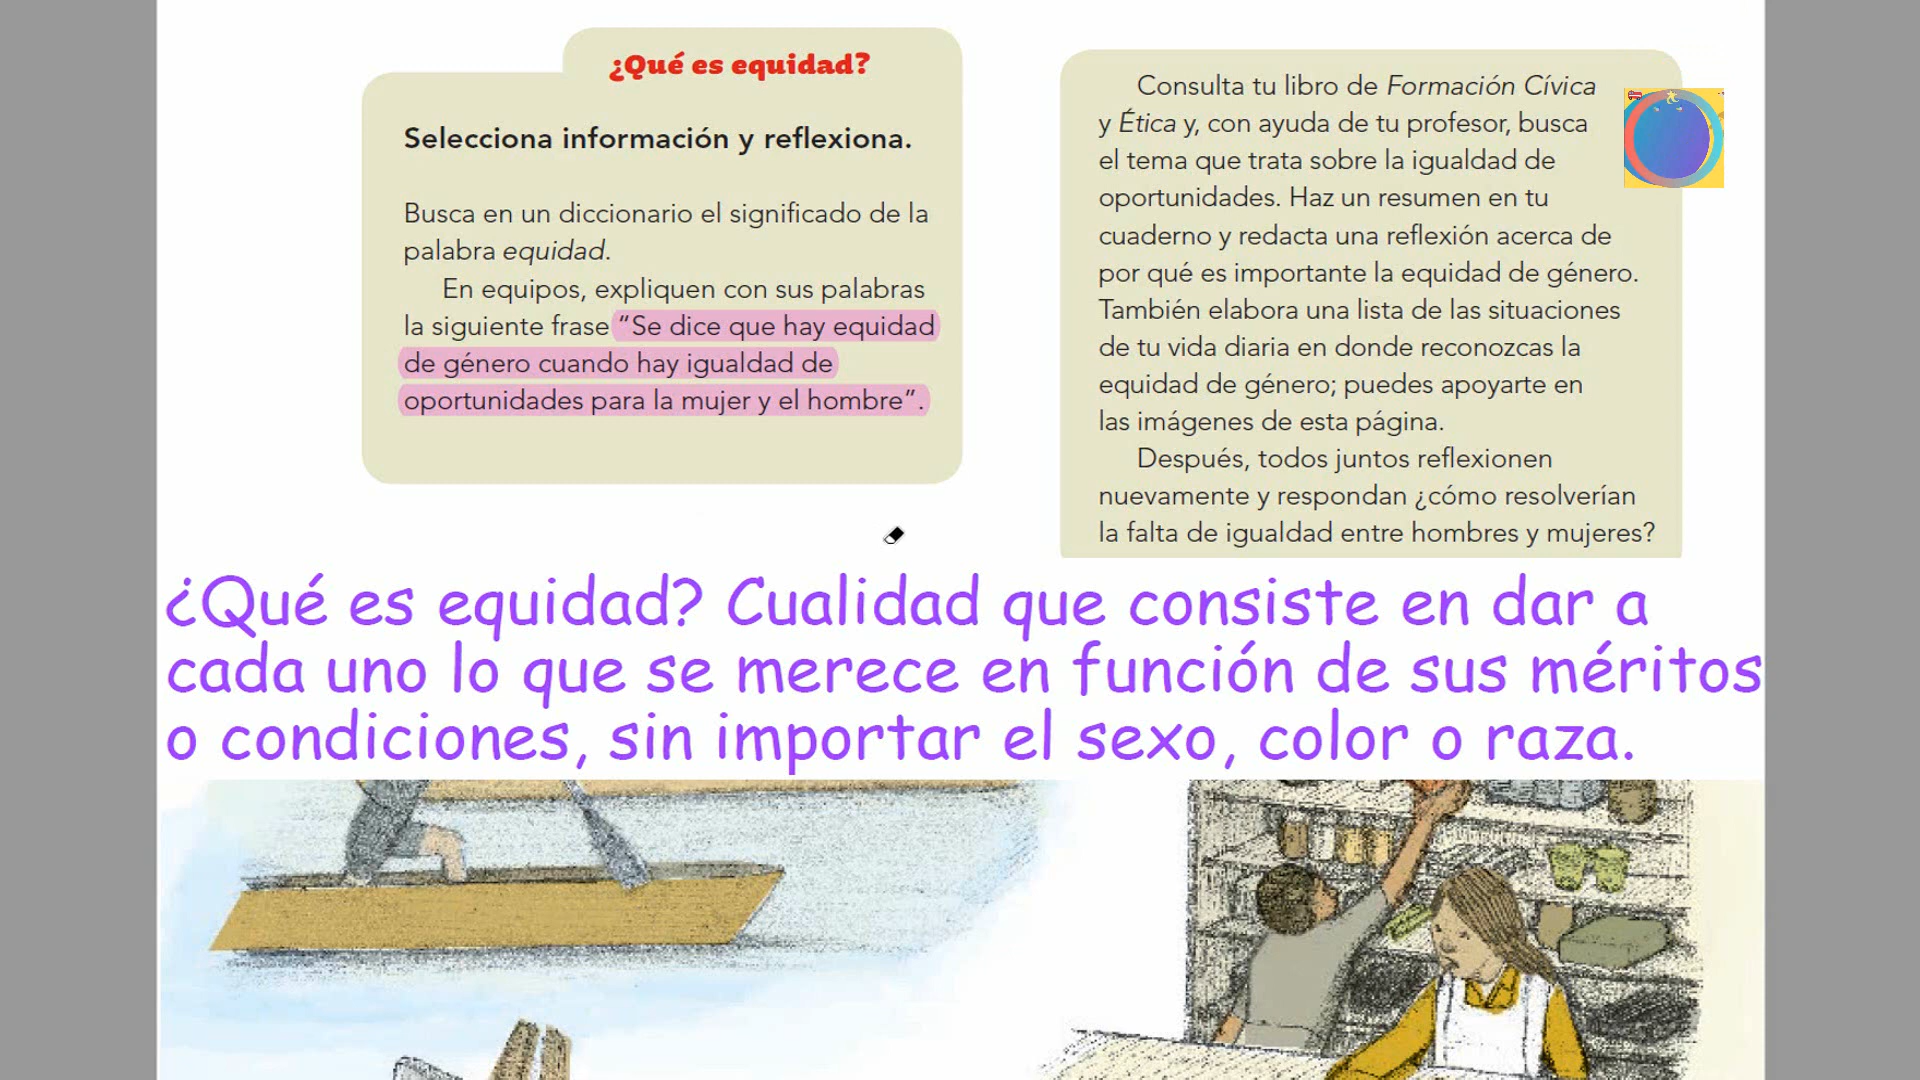 ¿Qué es equidad?
Selecciona información y reflexiona.
Busca en un diccionario el significado de la
palabra equidad.
En equipos, expliquen con sus palabras
la siguiente frase “Se dice que hay equidad
de género cuando hay igualdad de
oportunidades para la mujer y el hombre”.
Consulta tu libro de Formación Cívica
y Ética y, con ayuda de tu profesor, busca
el tema que trata sobre la igualdad de
oportunidades. Haz un resumen en tu
cuaderno y redacta una reflexión acerca de
por qué es importante la equidad de género.
También elabora una lista de las situaciones
de tu vida diaria en donde reconozcas la
equidad de género; puedes apoyarte en
las imágenes de esta página.
Después, todos juntos reflexionen
nuevamente y respondan ¿cómo resolverían
la falta de igualdad entre hombres y mujeres?
¿Qué es equidad? Cualidad que consiste en dar a
cada uno lo que se merece en función de sus méritos
o condiciones, sin importar el sexo, color o raza.